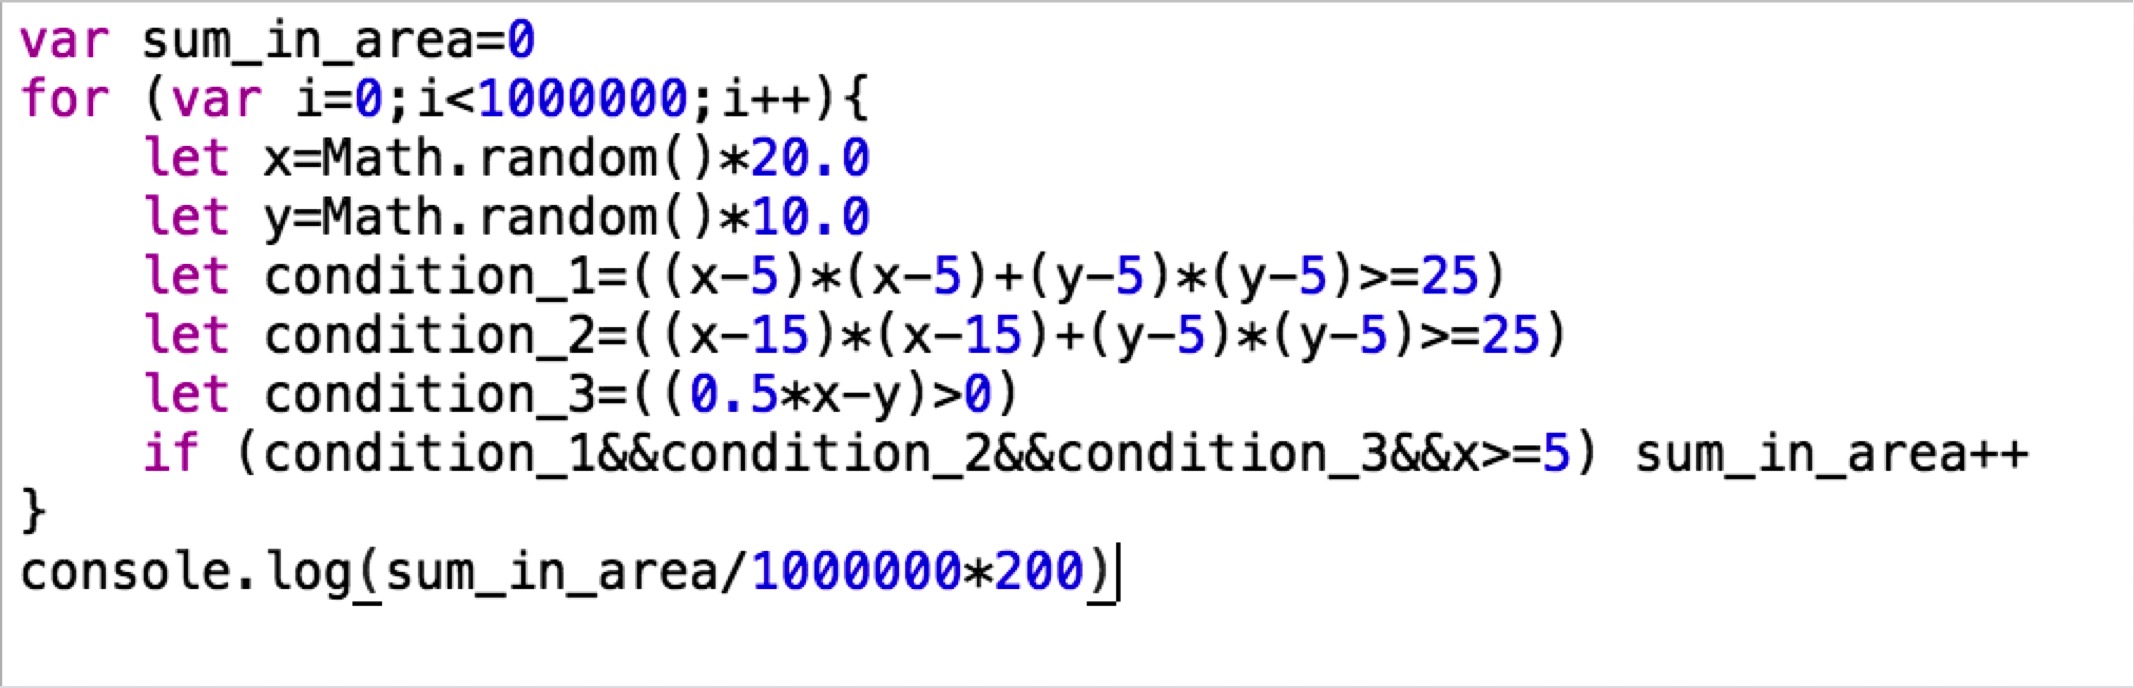 var sum_in_area=0
for (var i=0;i<1000000;i++){
    let x=Math.random()*20.0
    let y=Math.random()*10.0
    let condition_1=((x-5)*(x-5)+(y-5)*(y-5)>=25)
    let condition_2=((x-15)*(x-15)+(y-5)*(y-5)>=25)
    let condition_3=((0.5*x-y)>0)
    if (condition_1&&condition_2&&condition_3&&x>=5) sum_in_area++
}
console.log(sum_in_area/1000000*200)